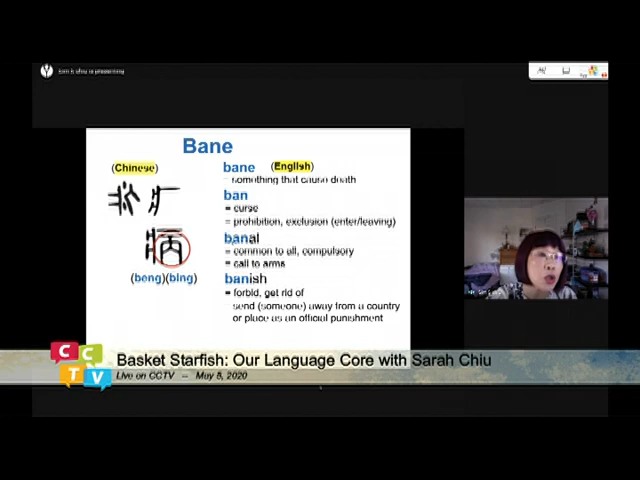 Bane
(Chinese)
bane (English)
= something that cause death
ban
= curse
= prohibition, exclusion (enter/leaving)
病
banal
= common to all, compulsory
= call to arms
(beng)(bing)
banish
= forbid, get rid of
send (someone) away from a country
or place as an official punishment
CCTV
Basket Starfish: Our Language Core with Sarah Chiu
Live on CCTV -- May 5, 2020